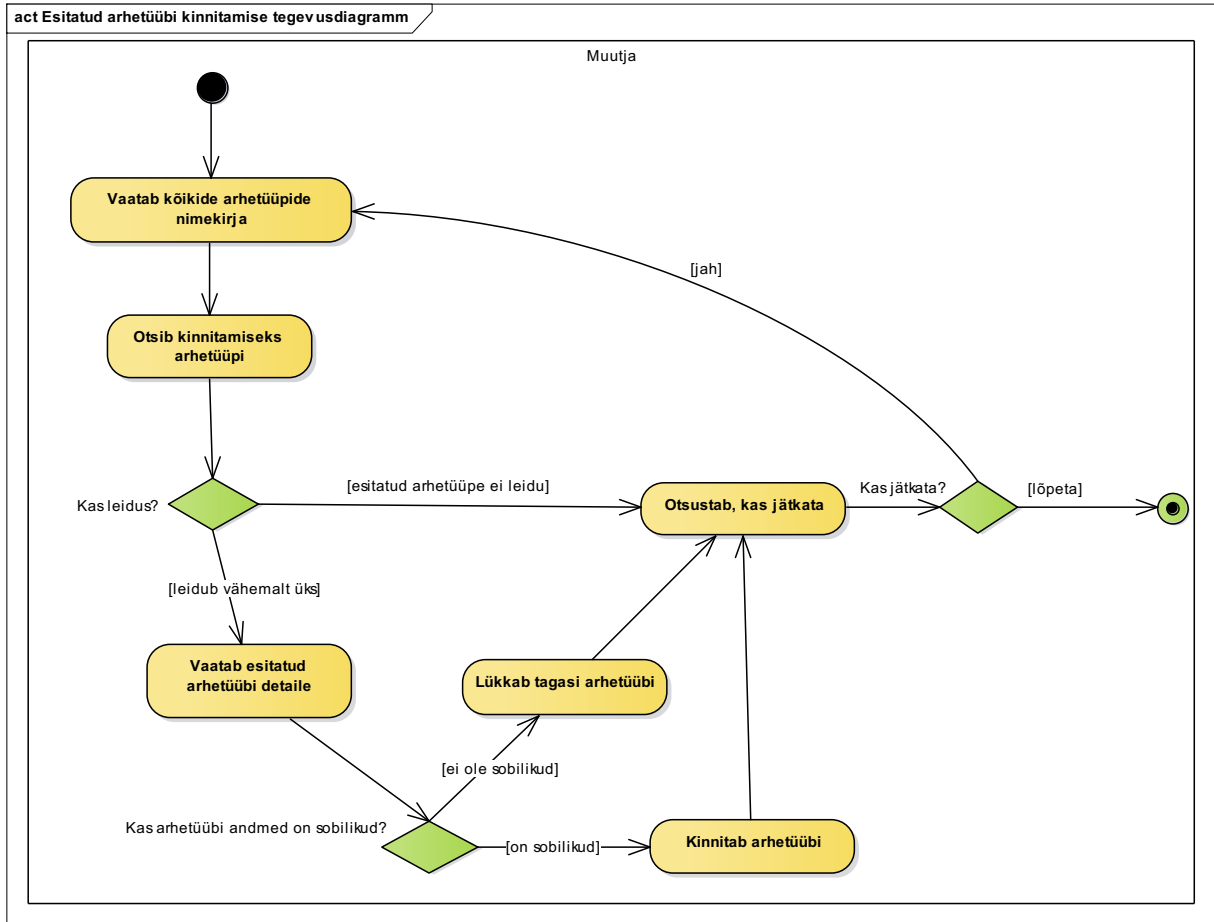 act Esitatud arhetüübi kinnitamise tegevusdiagramm
Muutja
Vaatab kõikide arhetüüpide
nimekirja
[jah]
Otsib kinnitamiseks
arhetüüpi
Kas leidus?
[esitatud arhetüüpe ei leidu]
Otsustab, kas jätkata
Kas jätkata?
[lõpeta]
[leidub vähemalt üks]
Vaatab esitatud
arhetüübi detaile
Lükkab tagasi arhetüübi
[ei ole sobilikud]
Kas arhetüübi andmed on sobilikud?
[on sobilikud]
Kinnitab arhetüübi